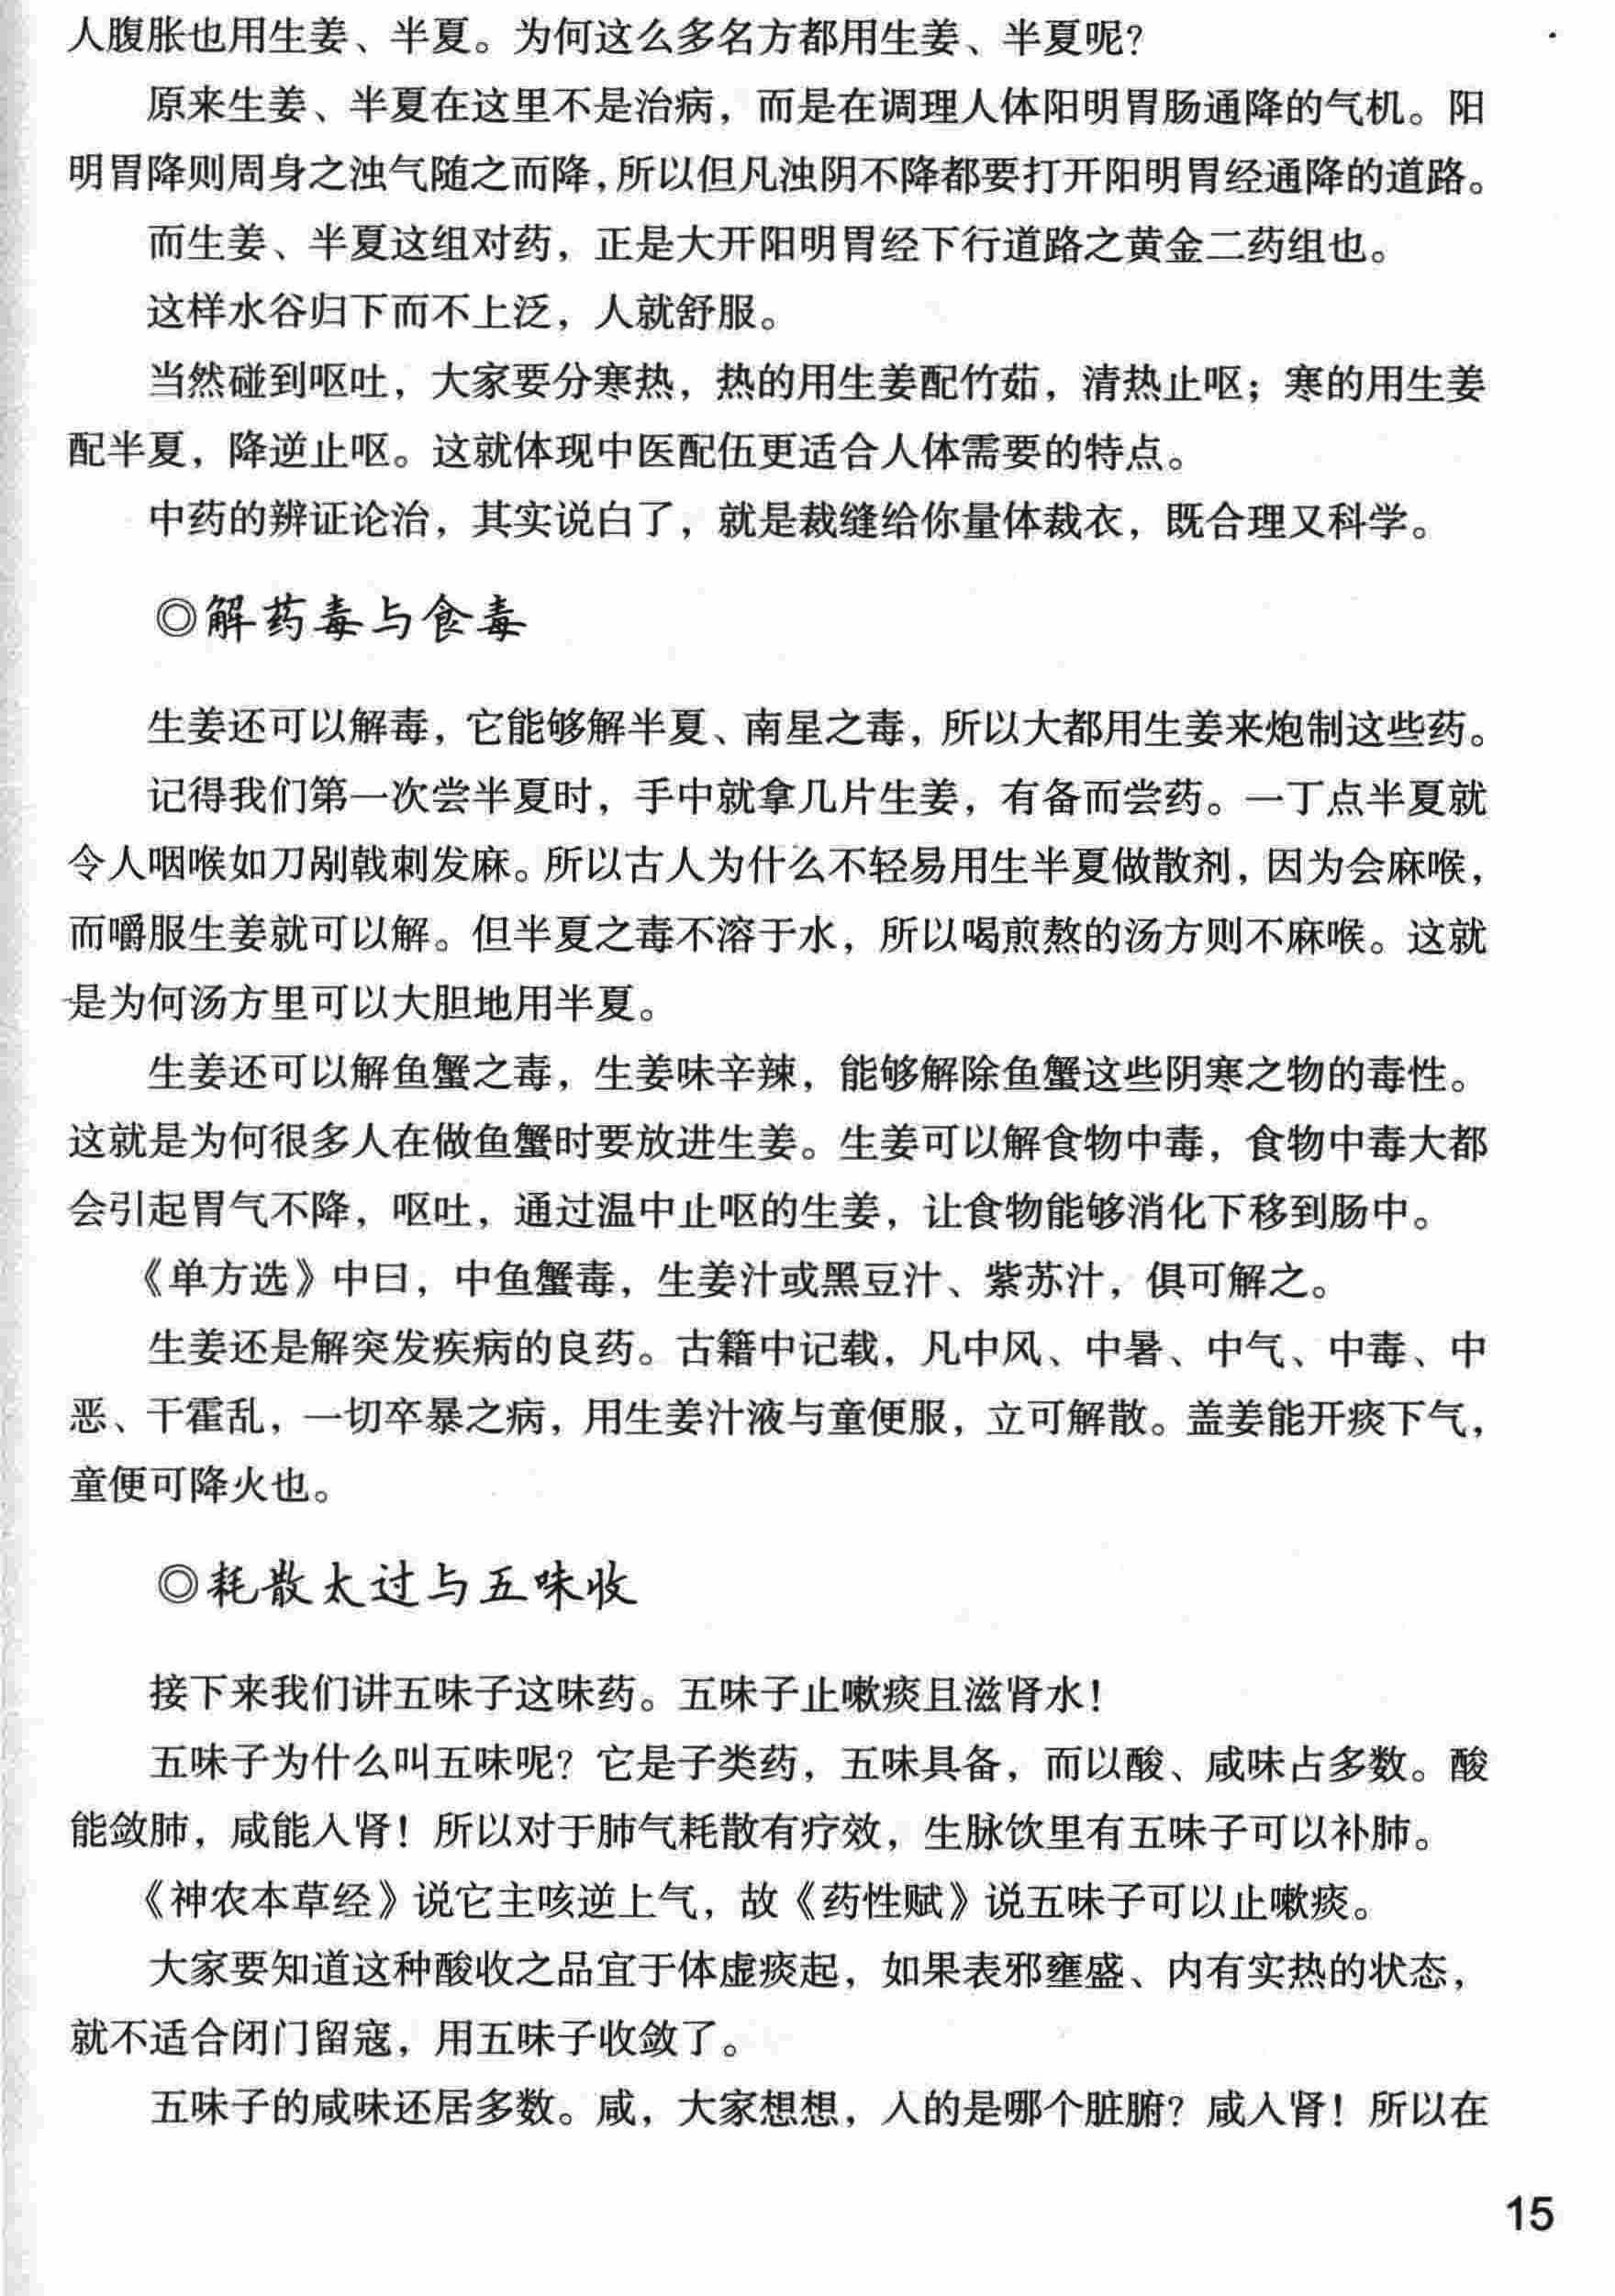 人腹胀也用生姜、半夏。为何这么多名方都用生姜、半夏呢？
原来生姜、半夏在这里不是治病，而是在调理人体阳明胃肠通降的气机。阳
明胃降则周身之浊气随之而降，所以但凡浊阴不降都要打开阳明胃经通降的道路。
而生姜、半夏这组对药，正是大开阳明胃经下行道路之黄金二药组也。
这样水谷归下而不上泛，人就舒服。
当然碰到呕吐，大家要分寒热，热的用生姜配竹茹，清热止呕；寒的用生姜
配半夏，降逆止呕。这就体现中医配伍更适合人体需要的特点。
中药的辨证论治，其实说白了，就是裁缝给你量体裁衣，既合理又科学。
◎解药毒与食毒
生姜还可以解毒，它能够解半夏、南星之毒，所以大都用生姜来炮制这些药。
记得我们第一次尝半夏时，手中就拿几片生姜，有备而尝药。一丁点半夏就
令人咽喉如刀剐戟刺发麻。所以古人为什么不轻易用生半夏做散剂，因为会麻喉，
而嚼服生姜就可以解。但半夏之毒不溶于水，所以喝煎熬的汤方则不麻喉。这就
是为何汤方里可以大胆地用半夏。
生姜还可以解鱼蟹之毒，生姜味辛辣，能够解除鱼蟹这些阴寒之物的毒性。
这就是为何很多人在做鱼蟹时要放进生姜。生姜可以解食物中毒，食物中毒大都
会引起胃气不降，呕吐，通过温中止呕的生姜，让食物能够消化下移到肠中。
《单方选》中曰，中鱼蟹毒，生姜汁或黑豆汁、紫苏汁，俱可解之。
生姜还是解突发疾病的良药。古籍中记载，凡中风、中暑、中气、中毒、中
恶、干霍乱，一切卒暴之病，用生姜汁液与童便服，立可解散。盖姜能开痰下气，
童便可降火也。
◎耗散太过与五味收
接下来我们讲五味子这味药。五味子止嗽痰且滋肾水！
五味子为什么叫五味呢？它是子类药，五味具备，而以酸、咸味占多数。酸
能敛肺，咸能入肾！所以对于肺气耗散有疗效，生脉饮里有五味子可以补肺。
《神农本草经》说它主咳逆上气，故《药性赋》说五味子可以止嗽痰。
大家要知道这种酸收之品宜于体虚痰起，如果表邪壅盛、内有实热的状态，
就不适合闭门留寇，用五味子收敛了。
五味子的咸味还居多数。咸，大家想想，入的是哪个脏腑？咸入肾！所以在
15